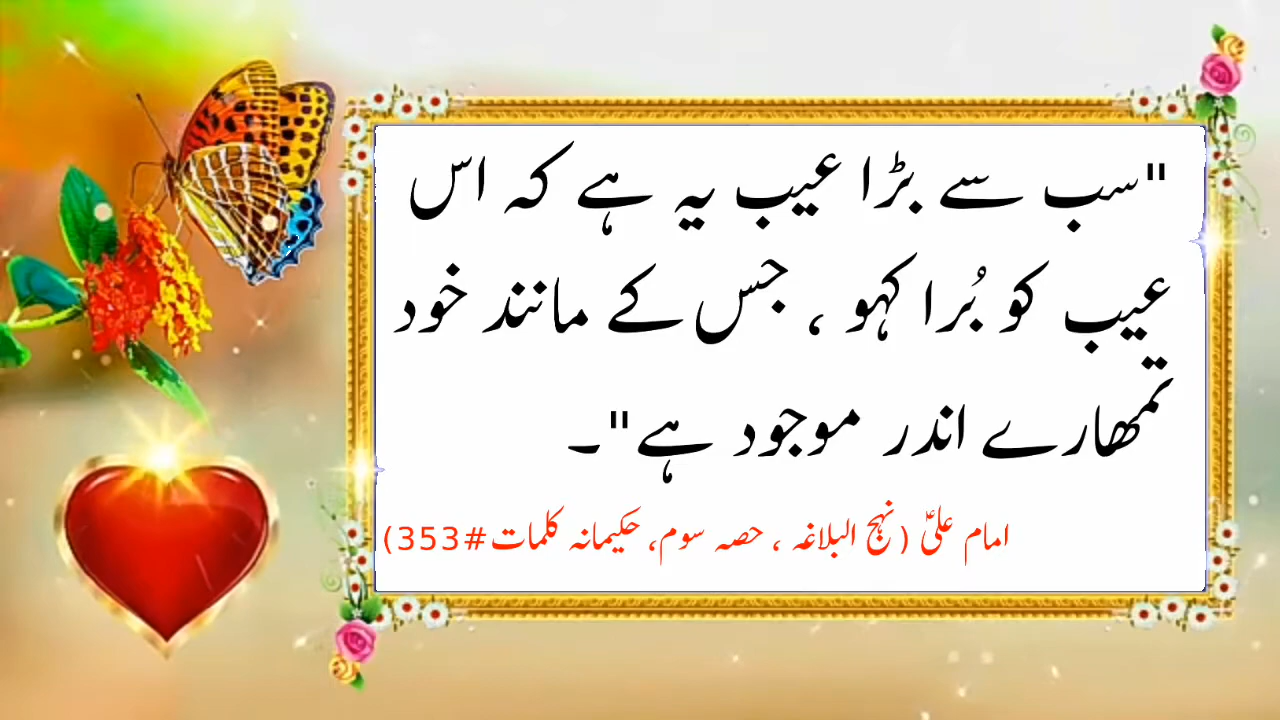 "سب سے بڑا عیب یہ ہے کہ اس
عیب کو بُرا کہو ، جس کے مانند خود
تمھارے اندر موجود ہے"۔
امام علیؑ (نہج البلاغہ ، حصہ سوم، حکیمانہ کلمات#353)